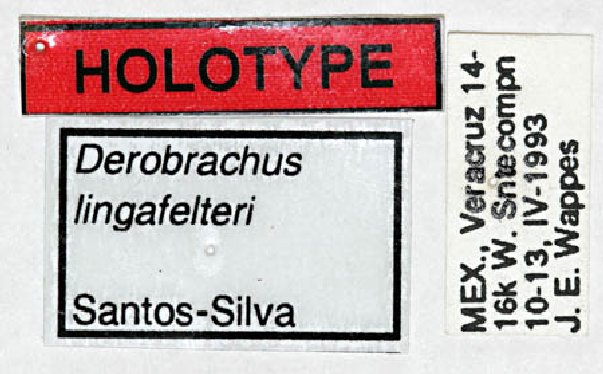 HOLOTYPE
Derobrachus
lingafelteri
Santos-Silva
MEX., Veracruz 14-
16k W. Sntecompn
10-13, IV-1993
J. E. Wappes